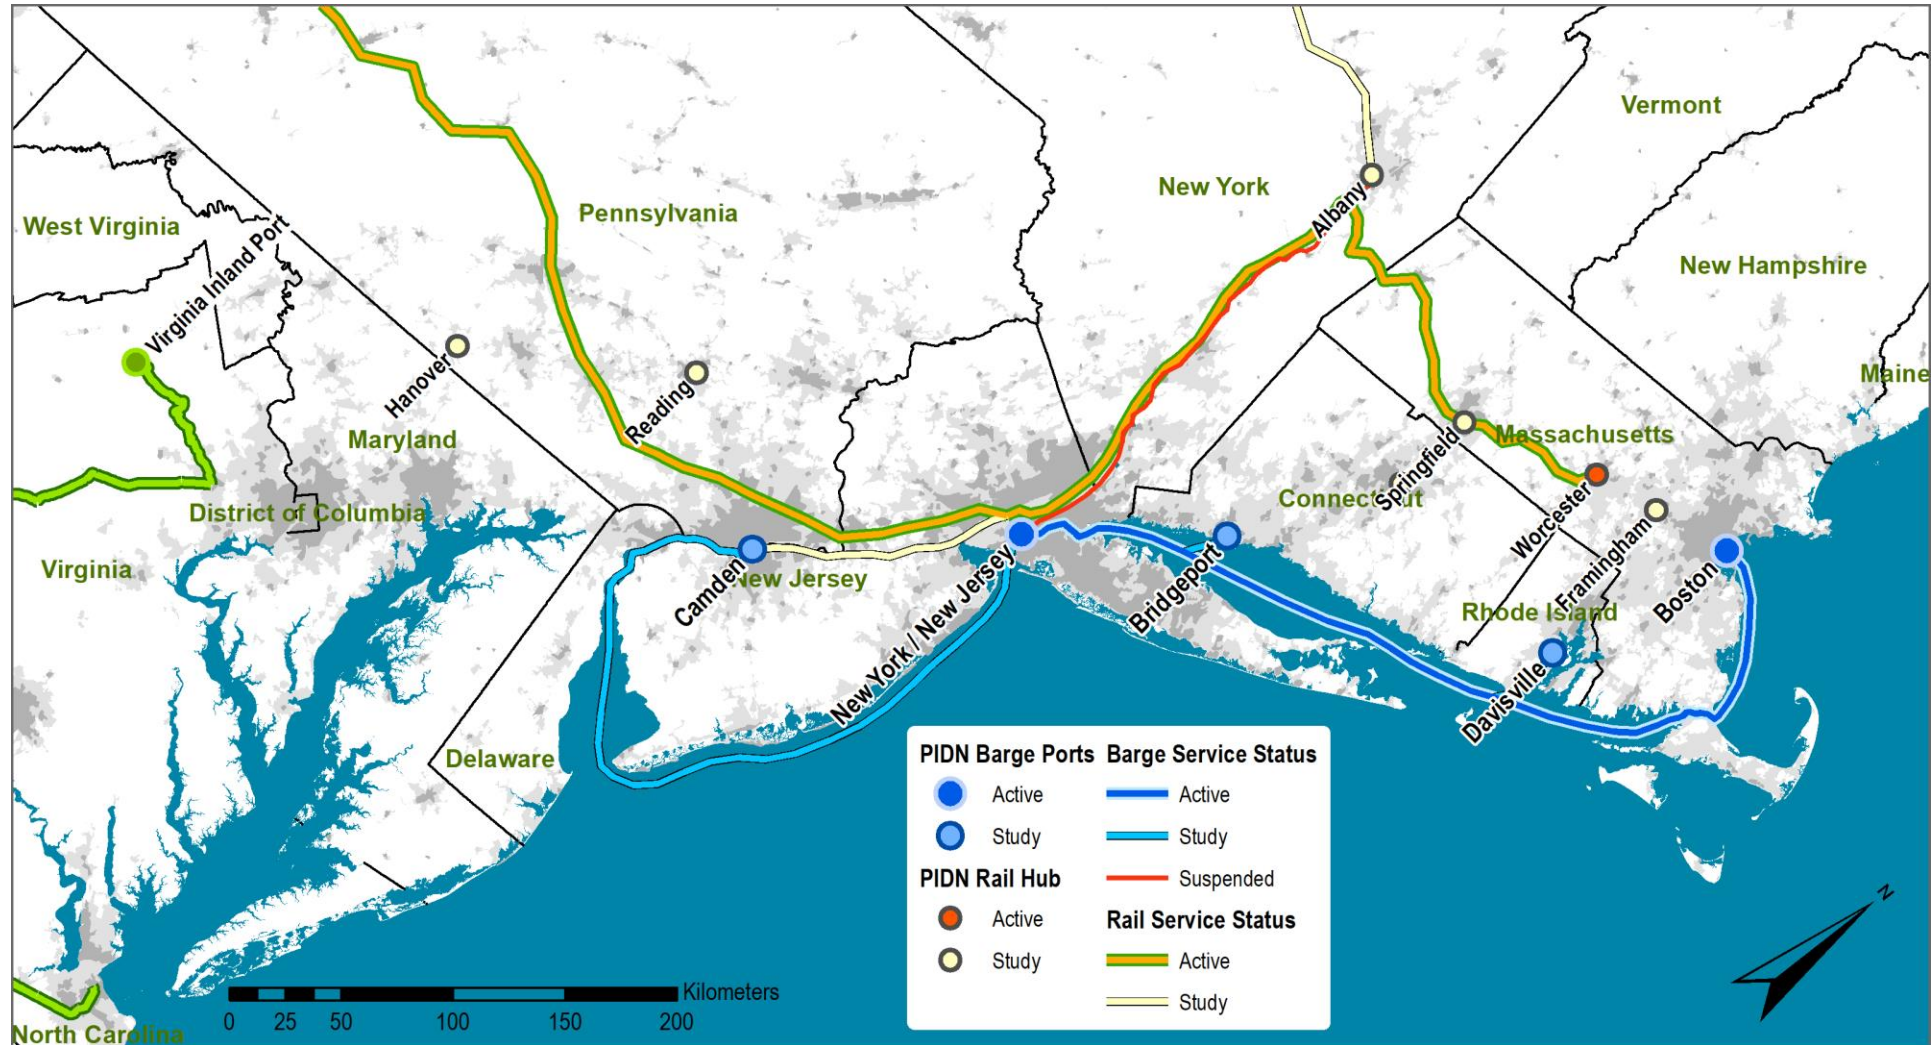 Vermont
New York
Albany
Pennsylvania
West Virginia
Virginia Inland Port
New Hampshire
Maine
Hanover
Reading
Maryland
Springfield
Massachusetts
Connecticut
Worcester
Framingham
District of Columbia
Virginia
Camden
New Jersey
New York / New Jersey
Bridgeport
Rhode Island
Boston
Davisville
Delaware
PIDN Barge Ports
Active
Study
PIDN Rail Hub
Active
Study
Barge Service Status
Active
Study
Suspended
Rail Service Status
Active
Study
N
Kilometers
0 25 50 100 150 200
North Carolina